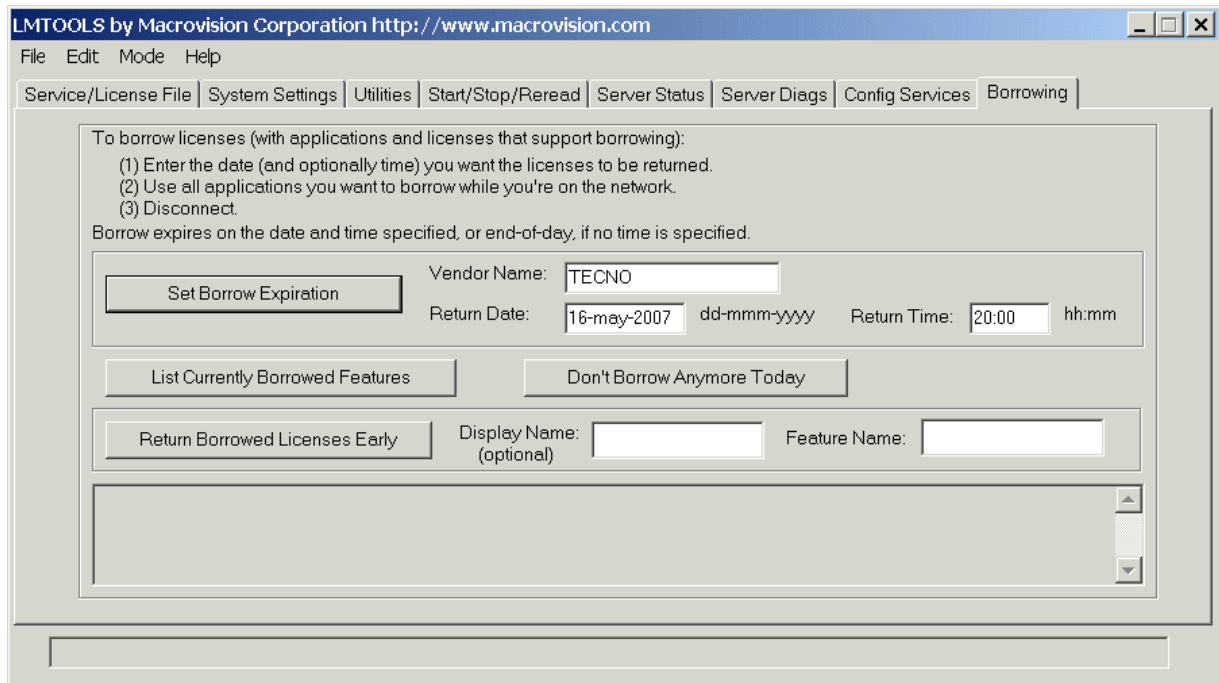 LMTOOLS by Macrovision Corporation http://www.macrovision.com
File Edit Mode Help
Service/License File System Settings Utilities Start/Stop/Reread Server Status Server Diags Config Services Borrowing
To borrow licenses (with applications and licenses that support borrowing):
(1) Enter the date (and optionally time) you want the licenses to be returned.
(2) Use all applications you want to borrow while you're on the network.
(3) Disconnect.
Borrow expires on the date and time specified, or end-of-day, if no time is specified.
Set Borrow Expiration Vendor Name: TECNO
Return Date: 16-may-2007 dd-mmm-yyyy Return Time: 20:00 hh:mm
List Currently Borrowed Features Don't Borrow Anymore Today
Return Borrowed Licenses Early Display Name: Feature Name:
(optional)